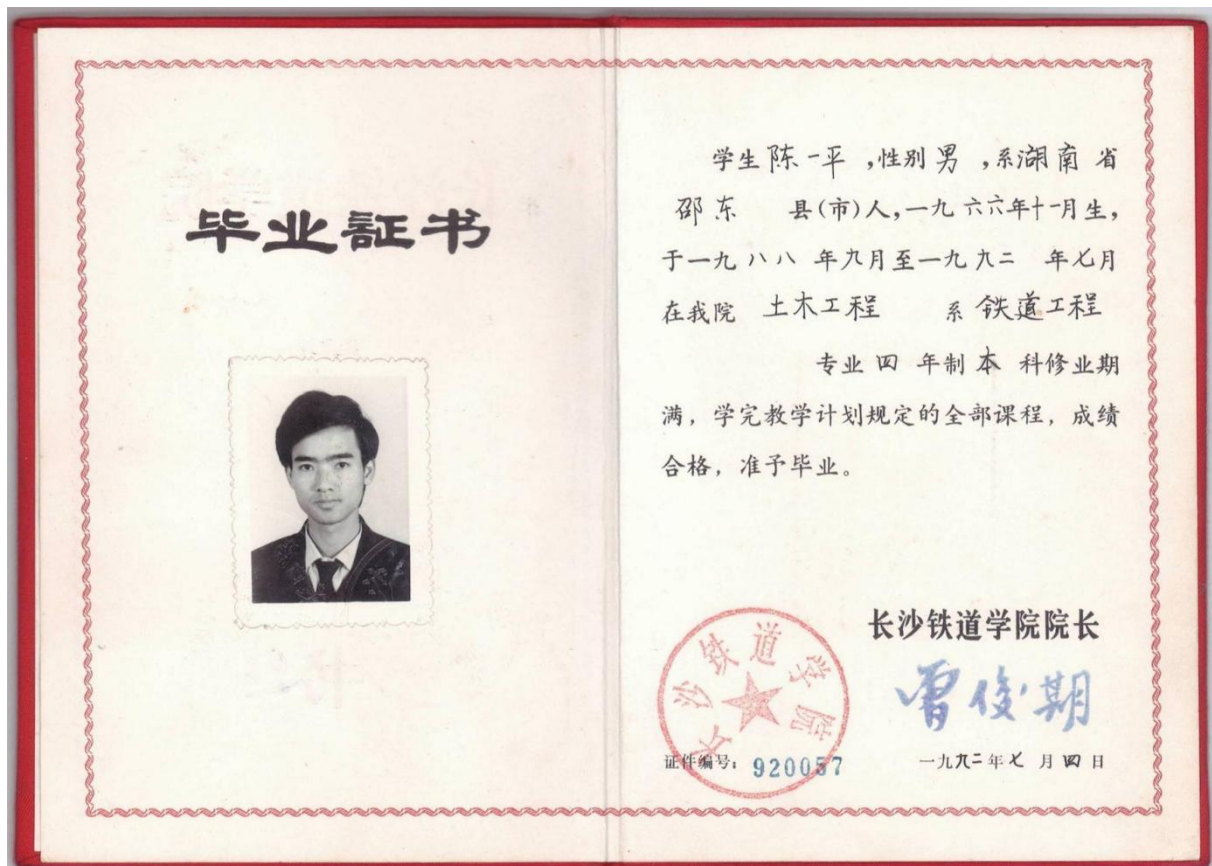 毕业証书
学生陈一平,性别男,系湖南省
邵东 县(市)人,一九六六年十一月生,
于一九八八 年九月至一九九二 年七月
在我院 土木工程 系 铁道工程
专业 四 年制 本 科修业期
满,学完教学计划规定的全部课程,成绩
合格,准予毕业。
长沙铁道学院院长
长沙铁道学院
曹俊期
证件编号:920057
一九九二年七月四日